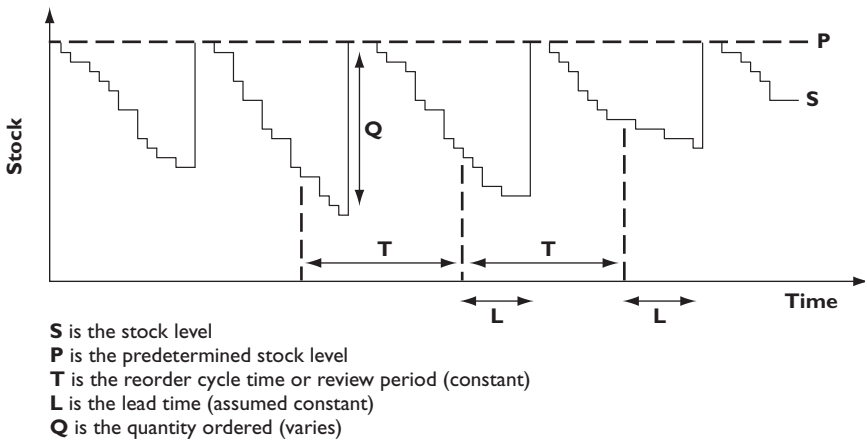 P
S
Q
Stock
T
T
Time
L
L
S is the stock level
P is the predetermined stock level
T is the reorder cycle time or review period (constant)
L is the lead time (assumed constant)
Q is the quantity ordered (varies)